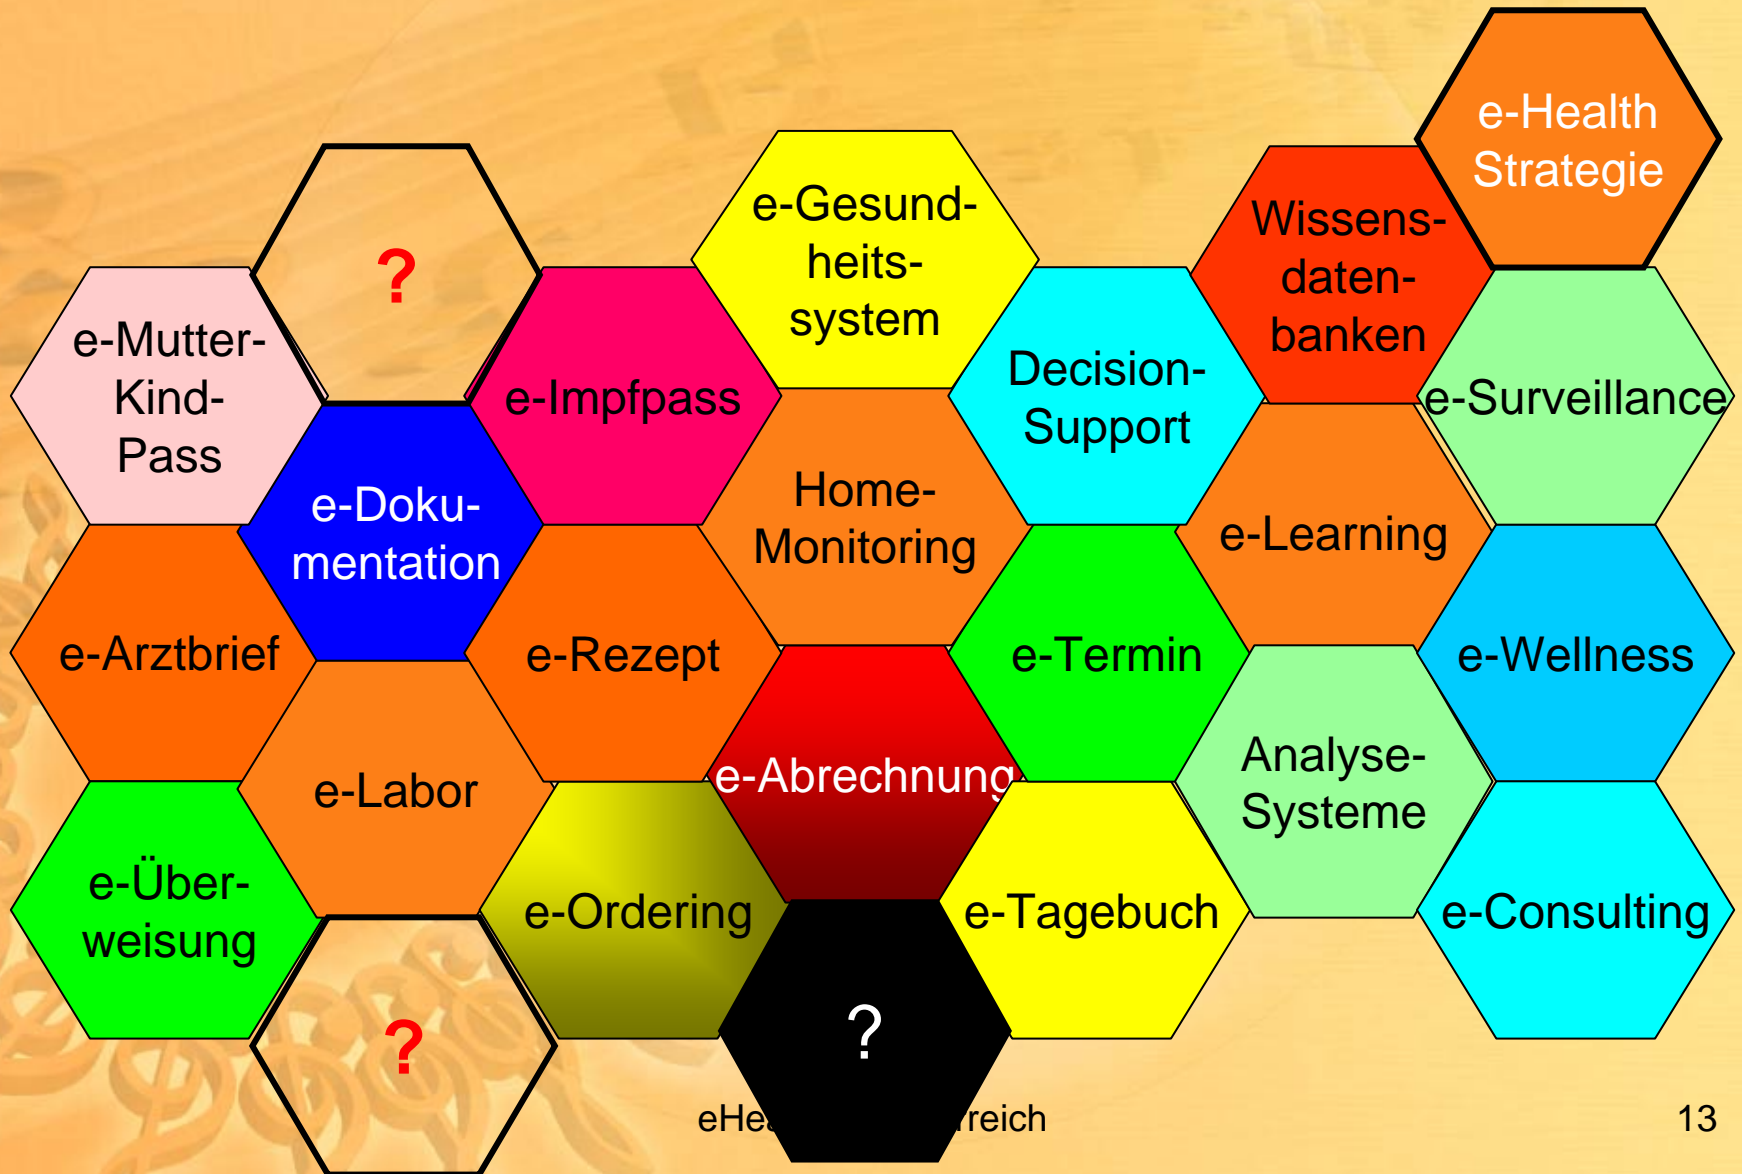 e-Health
Strategie
?
e-Gesund-
heits-
system
Wissens-
daten-
banken
e-Mutter-
Kind-
Pass
e-Impfpass
Decision-
Support
e-Surveillance
e-Doku-
mentation
Home-
Monitoring
e-Learning
e-Arztbrief
e-Rezept
e-Termin
e-Wellness
e-Labor
e-Abrechnung
Analyse-
Systeme
e-Über-
weisung
e-Ordering
e-Tagebuch
e-Consulting
?
?
13